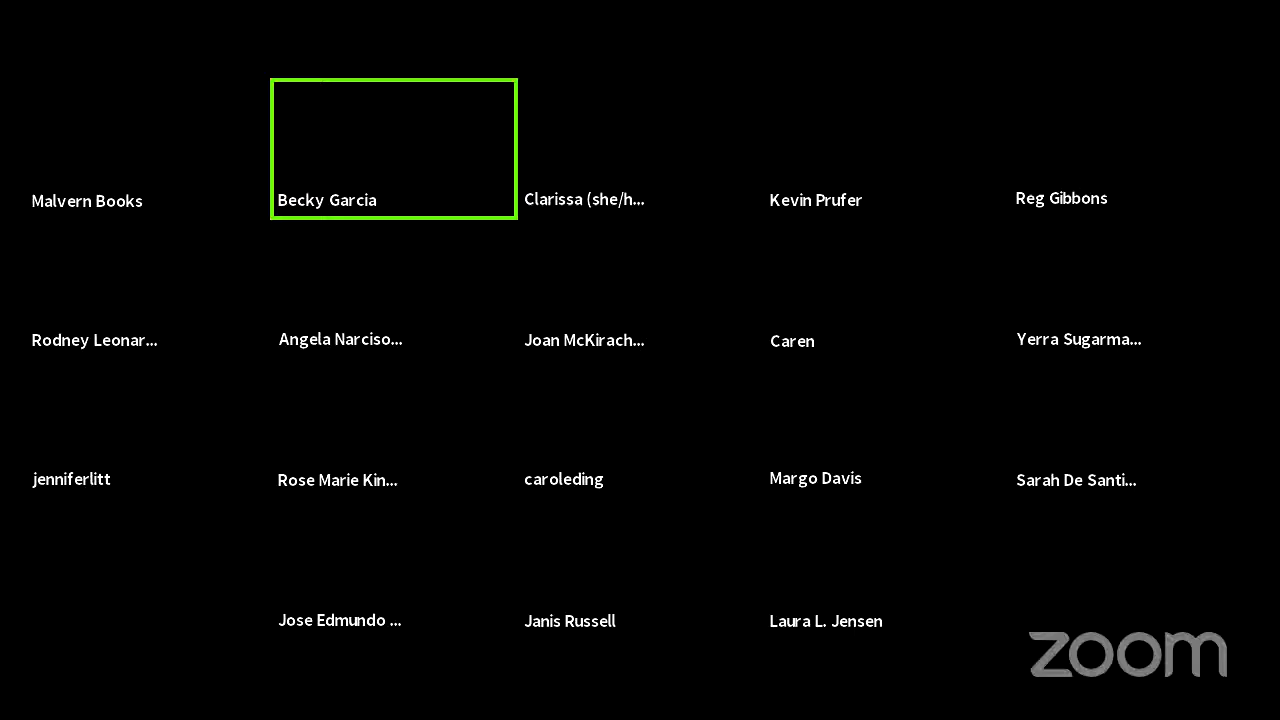 Malvern Books
Becky Garcia
Clarissa (she/h...
Kevin Prufer
Reg Gibbons
Rodney Leonar...
Angela Narciso...
Joan McKirach...
Caren
Yerra Sugarma...
jenniferlitt
Rose Marie Kin...
caroleding
Margo Davis
Sarah De Santi...
Jose Edmundo ...
Janis Russell
Laura L. Jensen
zoom